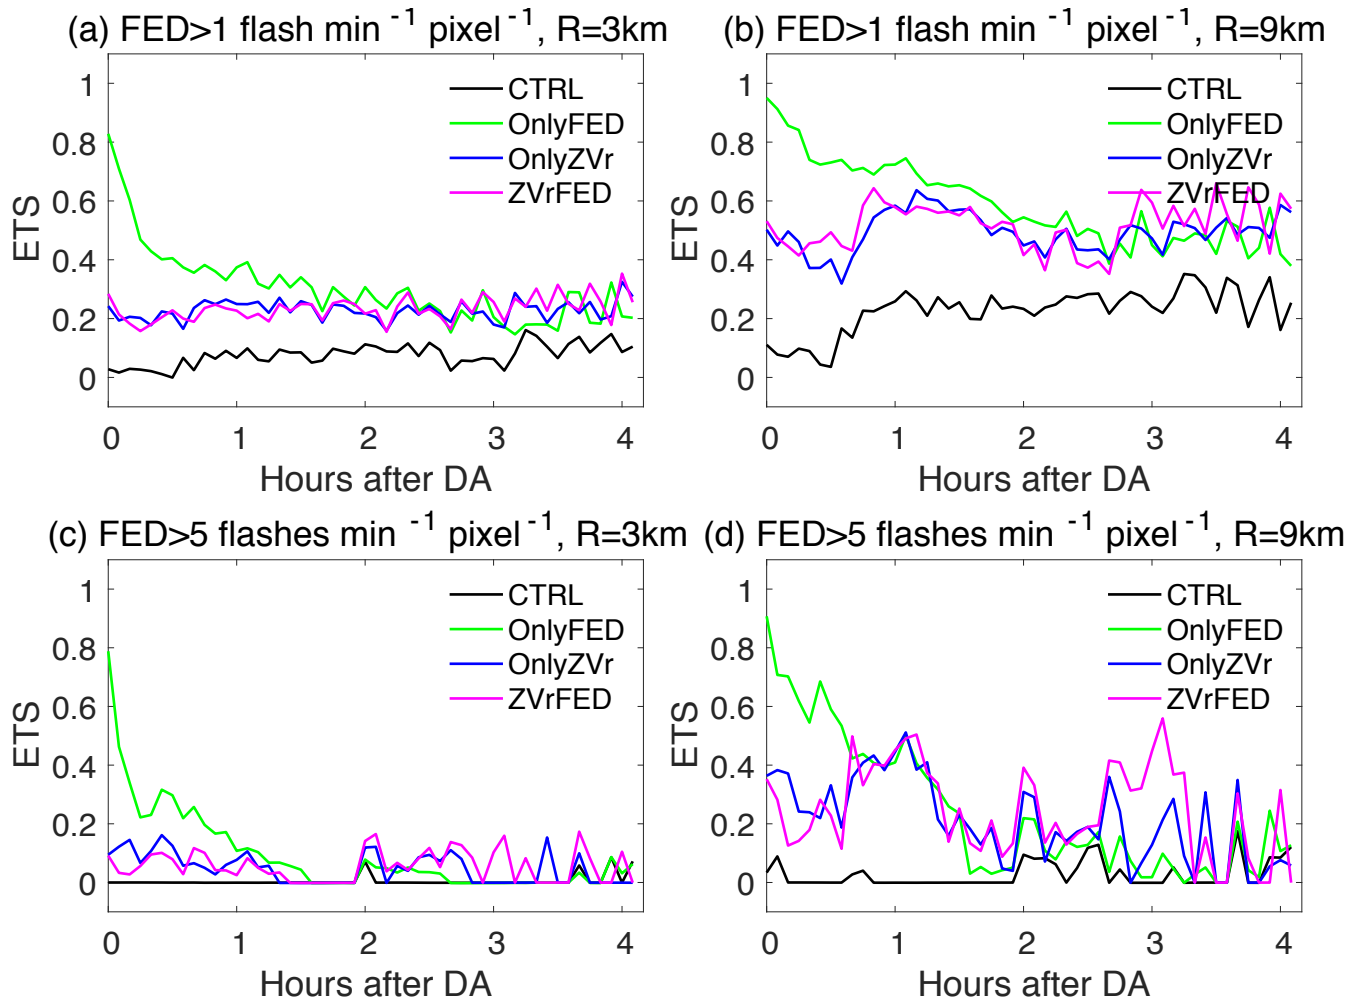 (a) FED>1 flash min ⁻¹ pixel⁻¹, R=3km
1
0.8
0.6
0.4
0.2
0
ETS
CTRL
OnlyFED
OnlyZVr
ZVrFED
0 1 2 3 4
Hours after DA
(b) FED>1 flash min ⁻¹ pixel⁻¹, R=9km
1
0.8
0.6
0.4
0.2
0
ETS
CTRL
OnlyFED
OnlyZVr
ZVrFED
0 1 2 3 4
Hours after DA
(c) FED>5 flashes min ⁻¹ pixel⁻¹, R=3km
1
0.8
0.6
0.4
0.2
0
ETS
CTRL
OnlyFED
OnlyZVr
ZVrFED
0 1 2 3 4
Hours after DA
(d) FED>5 flashes min ⁻¹ pixel⁻¹, R=9km
1
0.8
0.6
0.4
0.2
0
ETS
CTRL
OnlyFED
OnlyZVr
ZVrFED
0 1 2 3 4
Hours after DA